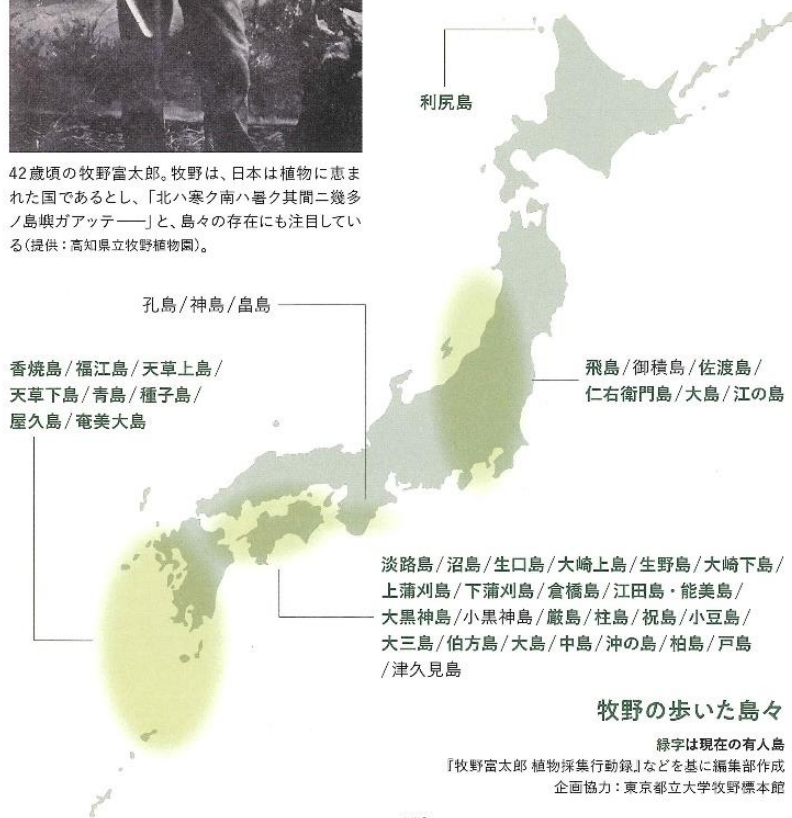 42歳頃の牧野富太郎。牧野は、日本は植物に恵ま
れた国であるとし、「北ハ寒ク南ハ暑ク其間ニ幾多
ノ島嶼ガアッテ──」と、島々の存在にも注目してい
る(提供:高知県立牧野植物園)。
利尻島
孔島/神島/畠島
香焼島/福江島/天草上島/
天草下島/青島/種子島/
屋久島/奄美大島
飛島/御積島/佐渡島/
仁右衛門島/大島/江の島
淡路島/沼島/生口島/大崎上島/生野島/大崎下島/
上蒲刈島/下蒲刈島/倉橋島/江田島・能美島/
大黒神島/小黒神島/厳島/柱島/祝島/小豆島/
大三島/伯方島/大島/中島/沖の島/柏島/戸島
/津久見島
牧野の歩いた島々
緑字は現在の有人島
『牧野富太郎 植物採集行動録』などを基に編集部作成
企画協力:東京都立大学牧野標本館